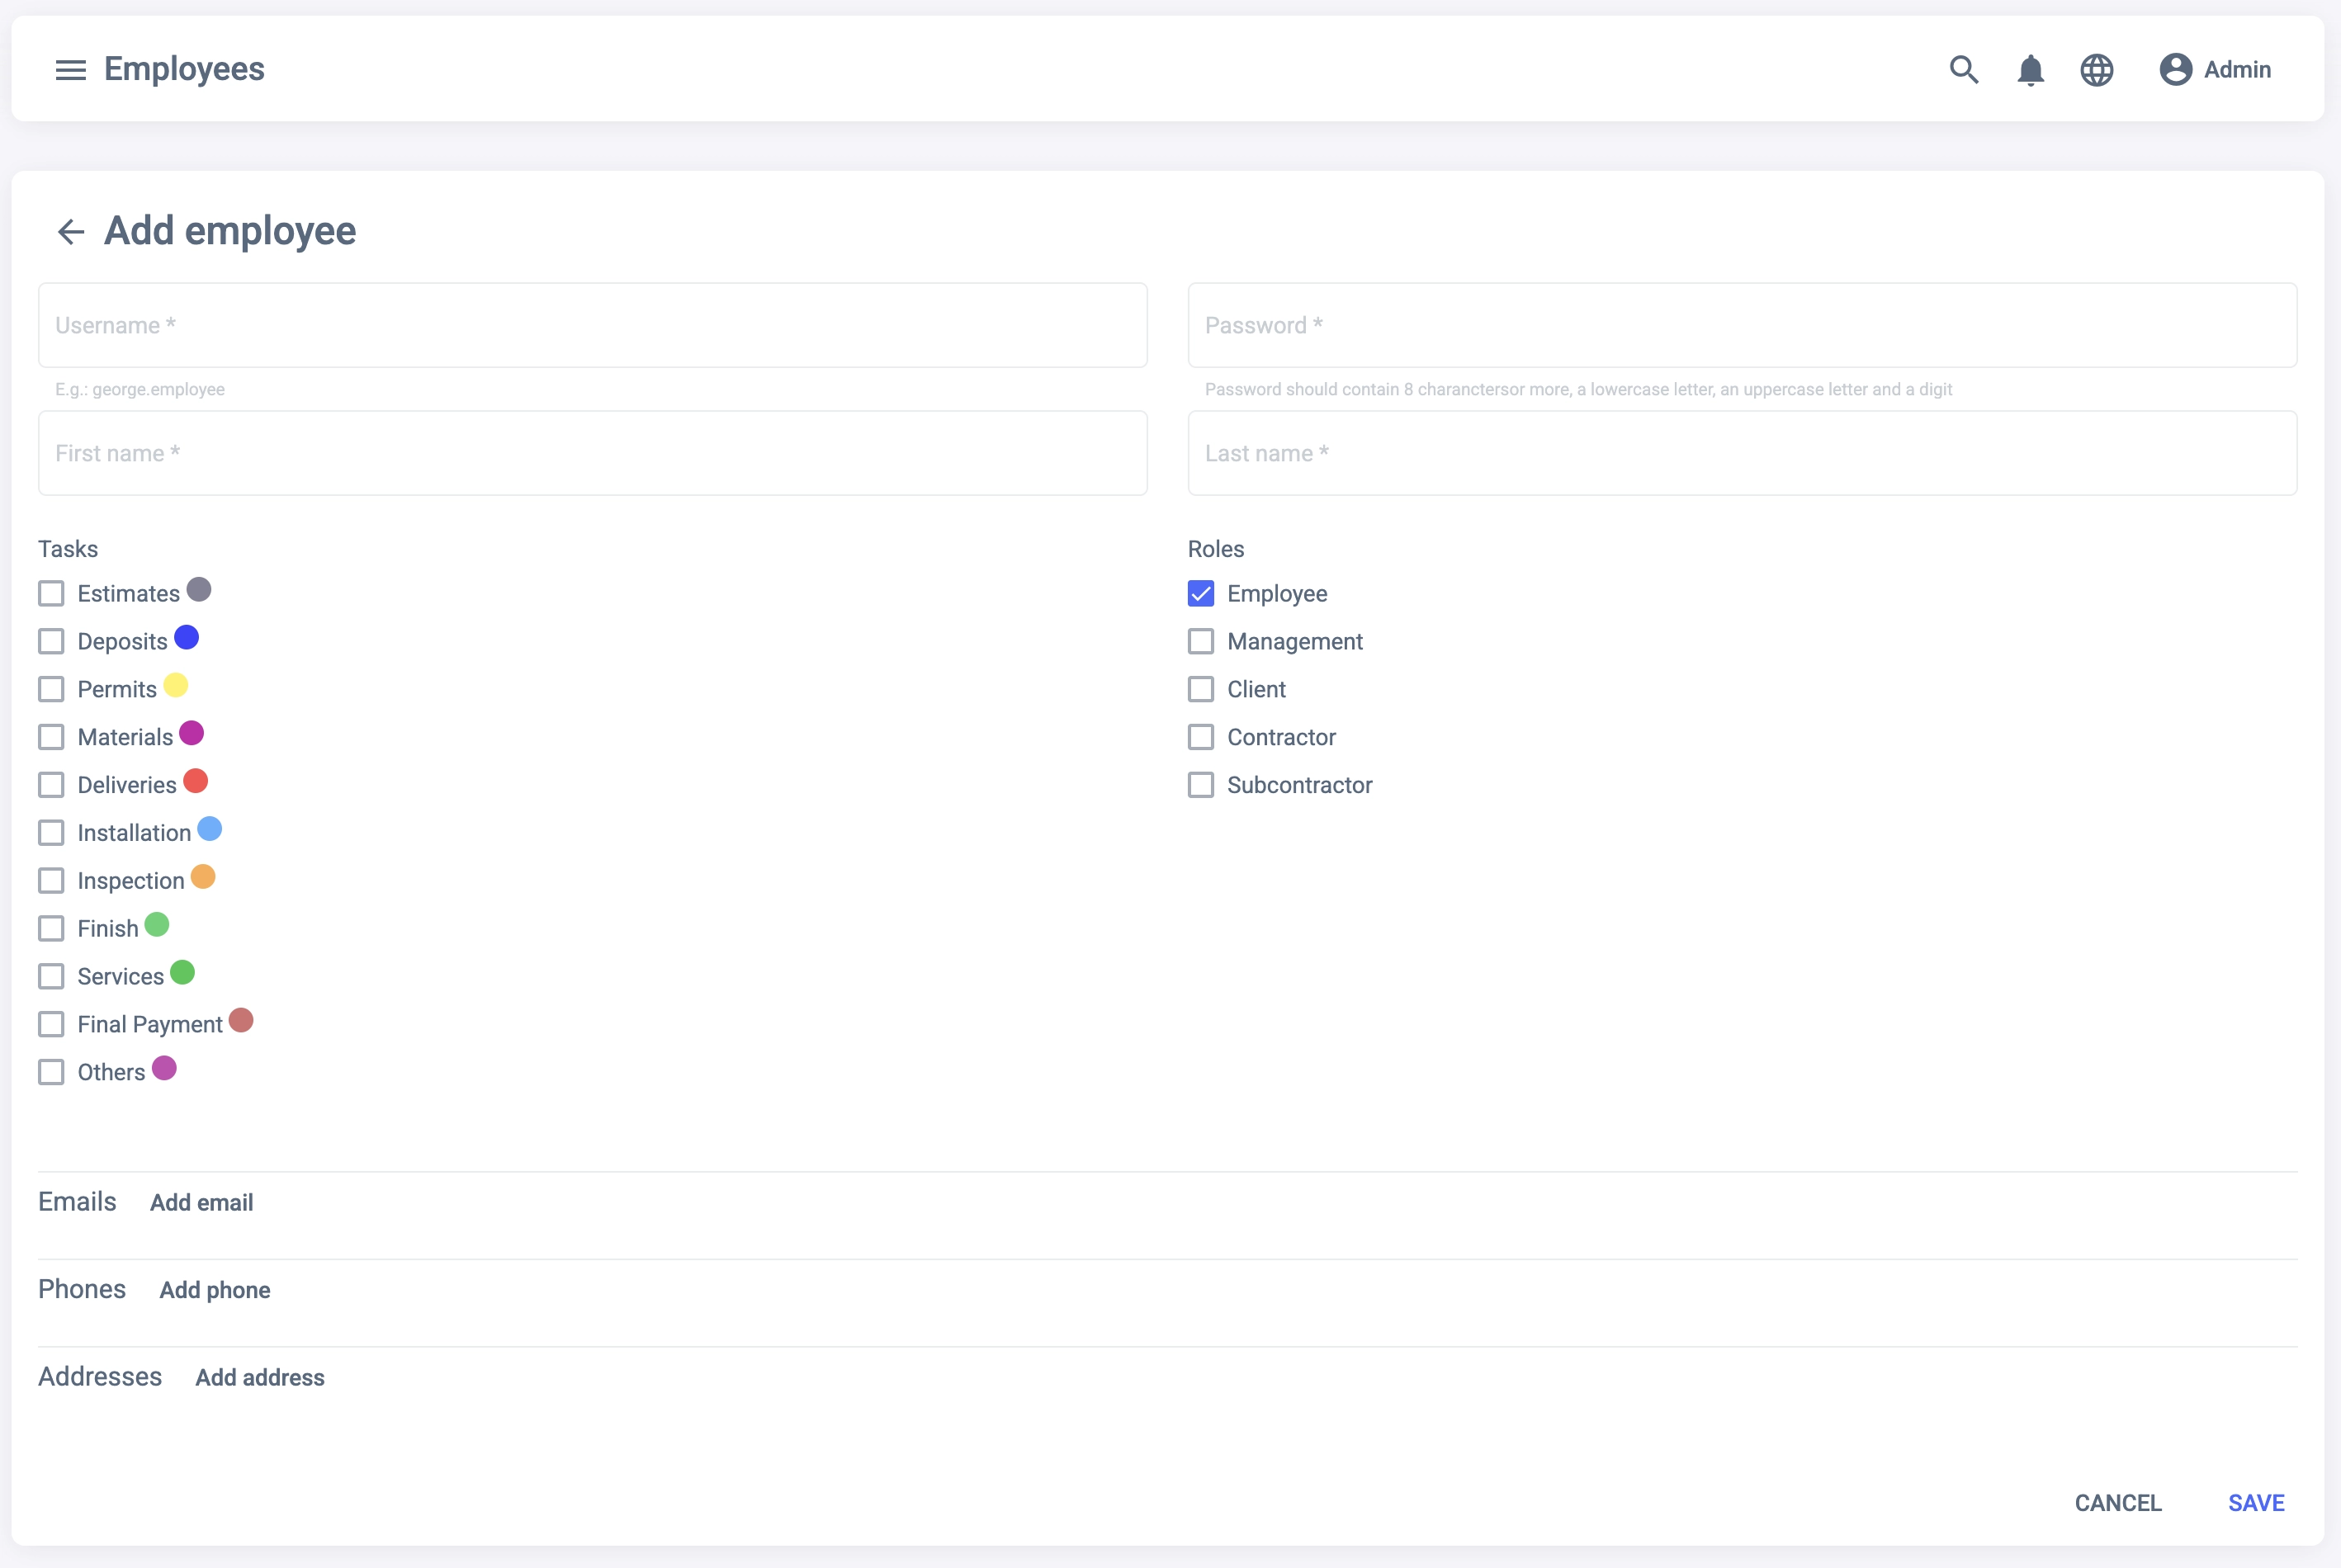 Employees
Admin
Add employee
Username *
Password *
E.g.: george.employee
Password should contain 8 charanctersor more, a lowercase letter, an uppercase letter and a digit
First name *
Last name *
Tasks
Estimates
Deposits
Permits
Materials
Deliveries
Installation
Inspection
Finish
Services
Final Payment
Others
Roles
Employee
Management
Client
Contractor
Subcontractor
Emails Add email
Phones Add phone
Addresses Add address
CANCEL SAVE